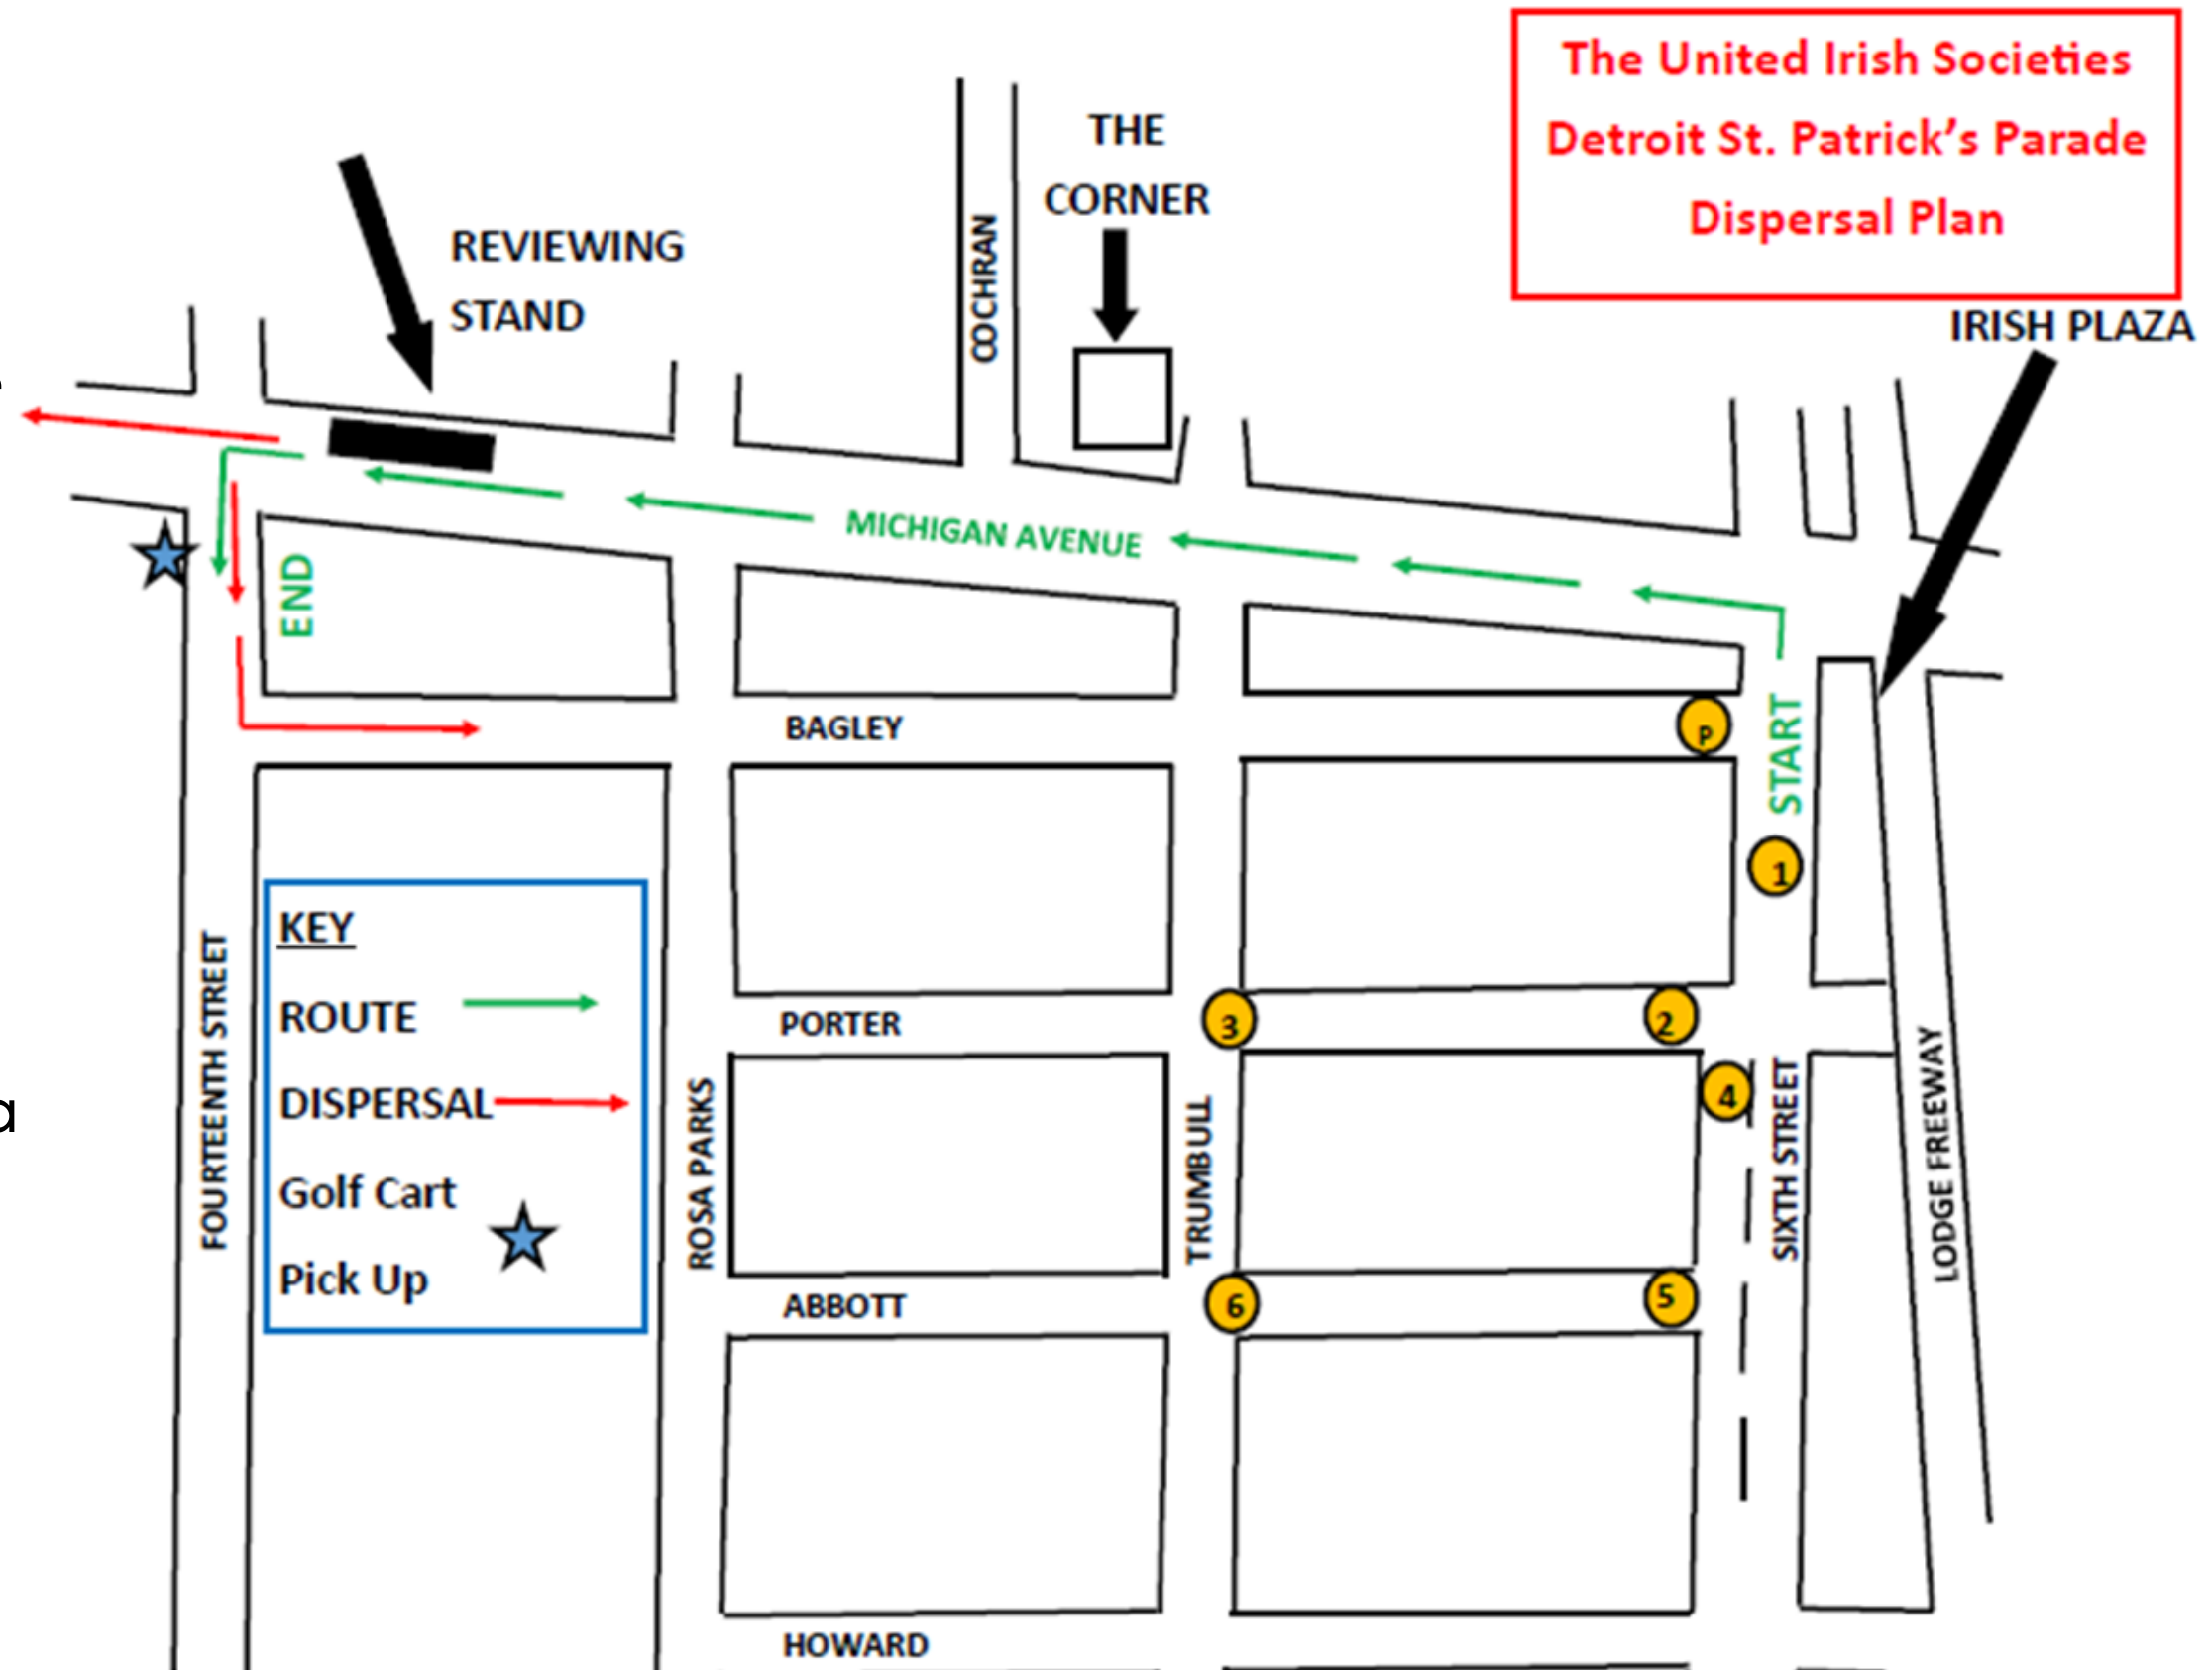 The United Irish Societies
Detroit St. Patrick’s Parade
Dispersal Plan
THE
CORNER
REVIEWING
STAND
COCHRAN
IRISH PLAZA
MICHIGAN AVENUE
END
START
BAGLEY
P
1
KEY
ROUTE
DISPERSAL
Golf Cart
Pick Up
FOURTEENTH STREET
ROSA PARKS
PORTER
3
2
4
TRUMBULL
SIXTH STREET
LODGE FREEWAY
ABBOTT
6
5
HOWARD